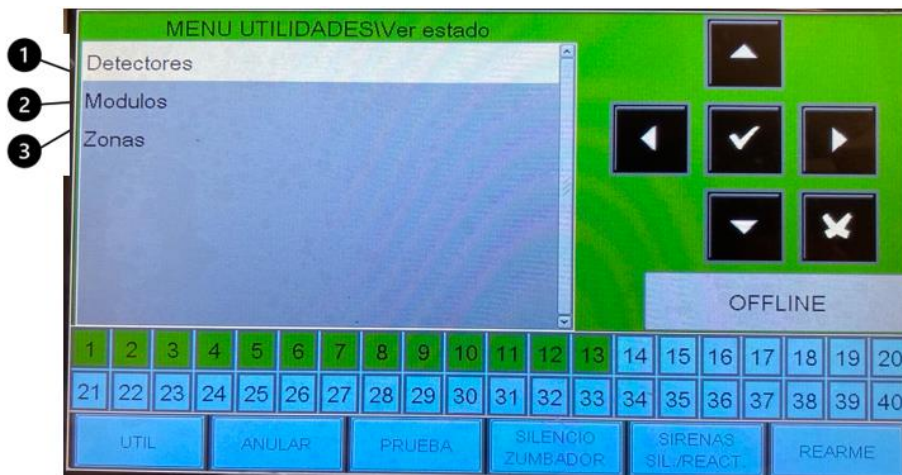 MENU UTILIDADES\Ver estado
1 Detectores
2 Modulos
3 Zonas
OFFLINE
1 2 3 4 5 6 7 8 9 10 11 12 13 14 15 16 17 18 19 20
21 22 23 24 25 26 27 28 29 30 31 32 33 34 35 36 37 38 39 40
UTIL ANULAR PRUEBA SILENCIO ZUMBADOR SIRENAS SIL./REACT. REARME